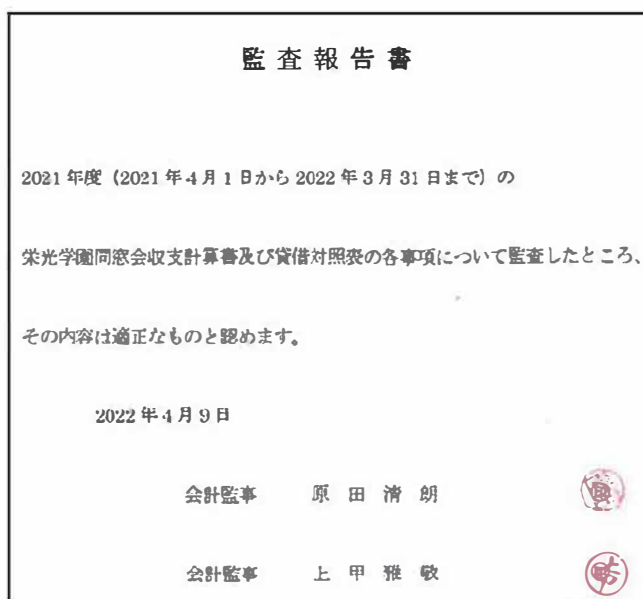 監査報告書
2021年度(2021年4月1日から2022年3月31日まで)の
栄光学園同窓会収支計算書及び貸借対照表の各事項について監査したところ、
その内容は適正なものと認めます。
2022年4月9日
会計監事 原田清朗
会計監事 上甲雅敬